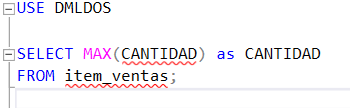 USE DMLDOS
SELECT MAX(CANTIDAD) as CANTIDAD
FROM item_ventas;